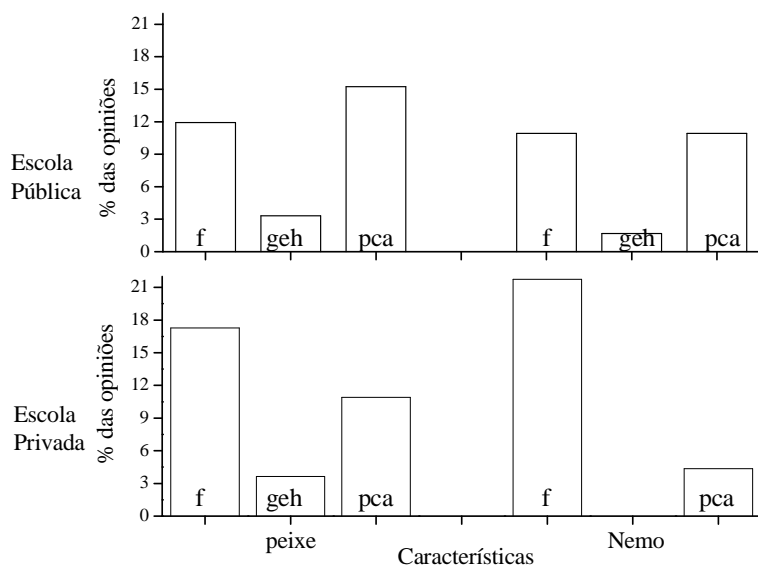 Escola
Pública
% das opiniões
21
18
15
12
9
6
3
0
f
geh
pca
f
geh
pca
Escola
Privada
% das opiniões
21
18
15
12
9
6
3
0
f
geh
pca
f
pca
peixe
Nemo
Características